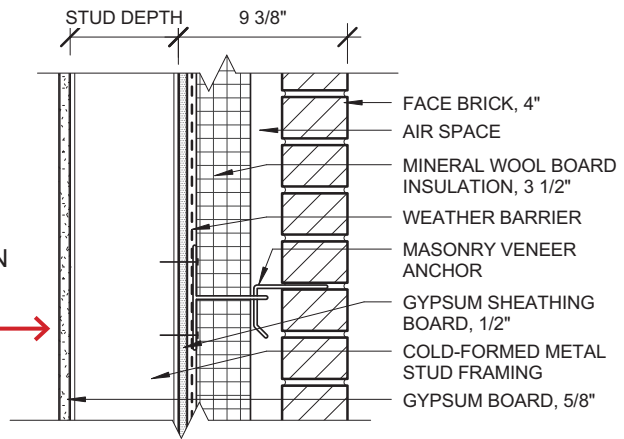 STUD DEPTH
9 3/8"
FACE BRICK, 4"
AIR SPACE
MINERAL WOOL BOARD
INSULATION, 3 1/2"
WEATHER BARRIER
MASONRY VENEER
ANCHOR
GYPSUM SHEATHING
BOARD, 1/2"
COLD-FORMED METAL
STUD FRAMING
GYPSUM BOARD, 5/8"
N